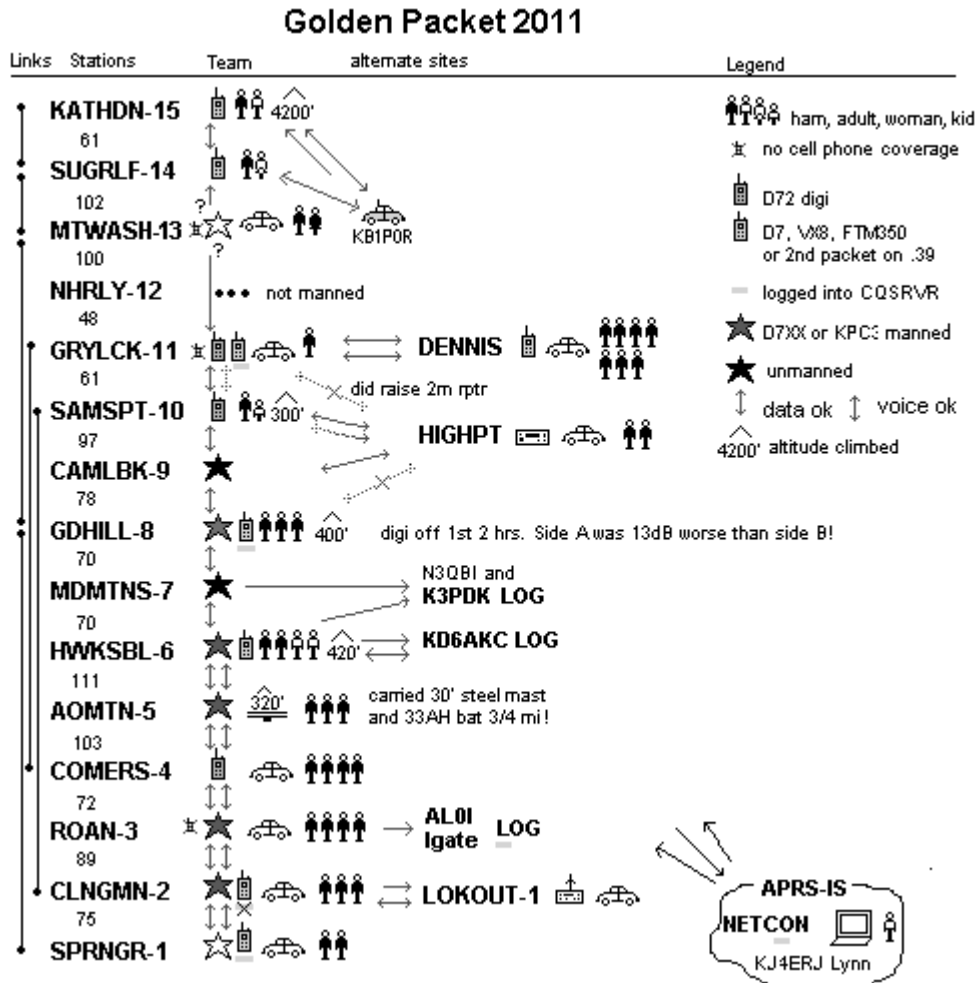 Golden Packet 2011
Links Stations Team alternate sites Legend
KATHDN-15 4200'
61
SUGRLF-14
102
?
MTWASH-13 KB1P0R
?
100
NHRLY-12 not manned
48
GRYLCK-11 DENNIS
61
did raise 2m rptr
SAMSPT-10 300'
HIGHPT
97
CAMLBK-9
78
GDHILL-8 400' digi off 1st 2 hrs. Side A was 13dB worse than side B!
70
N3QBI and
MDMTNS-7 K3PDK LOG
70
HWKSBL-6 420' KD6AKC LOG
111
AOMTN-5 320' carried 30' steel mast
and 33AH bat 3/4 mi!
103
COMERS-4
72
ROAN-3 AL0I
Igate LOG
89
CLNGMN-2 LOKOUT-1
75
SPRNGR-1
ham, adult, woman, kid
no cell phone coverage
D72 digi
D7, VX8, FTM350
or 2nd packet on .39
logged into CQSRVR
D7XX or KPC3 manned
unmanned
data ok voice ok
4200' altitude climbed
APRS-IS
NETCON
KJ4ERJ Lynn